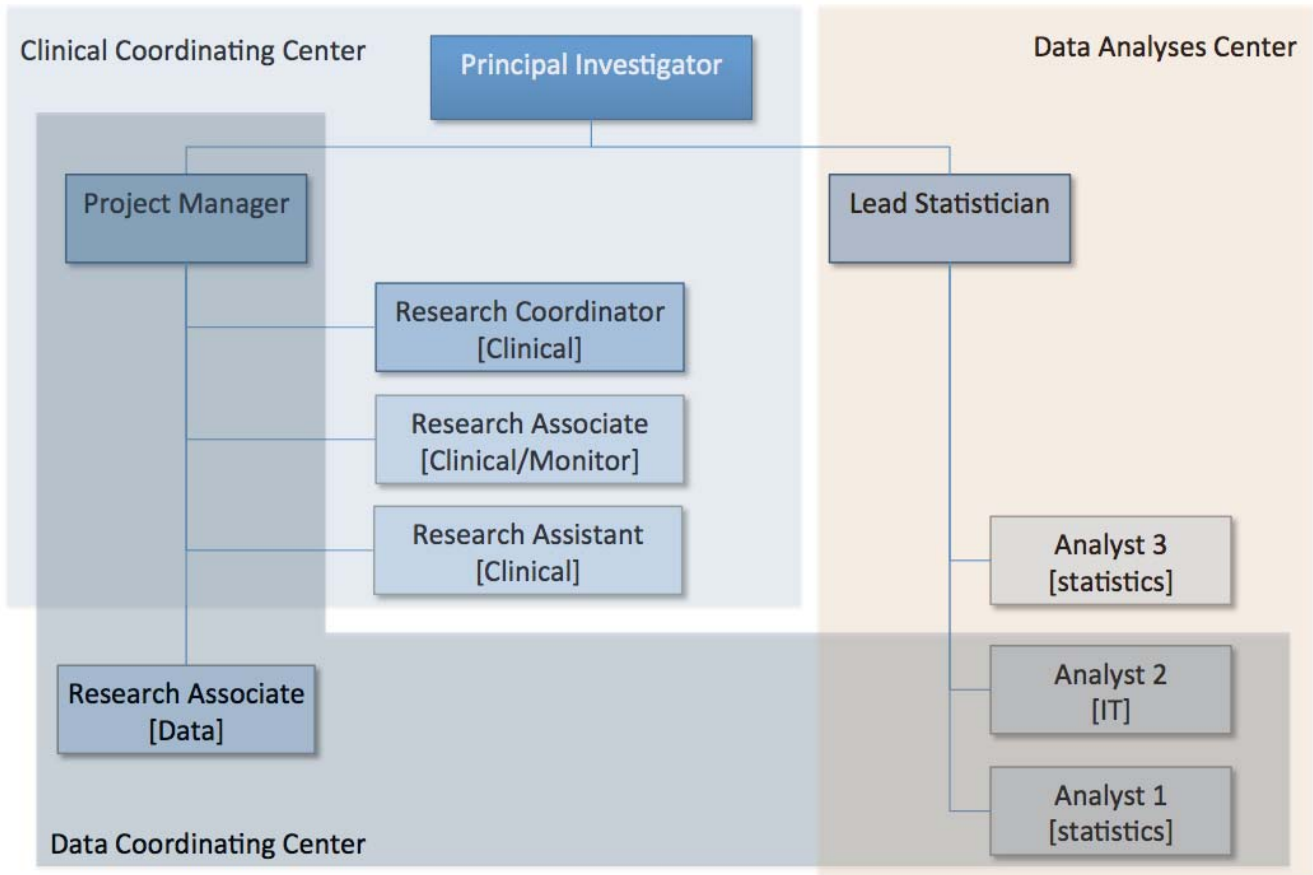 Clinical Coordinating Center
Principal Investigator
Data Analyses Center
Project Manager
Lead Statistician
Research Coordinator
[Clinical]
Research Associate
[Clinical/Monitor]
Research Assistant
[Clinical]
Analyst 3
[statistics]
Research Associate
[Data]
Analyst 2
[IT]
Analyst 1
[statistics]
Data Coordinating Center